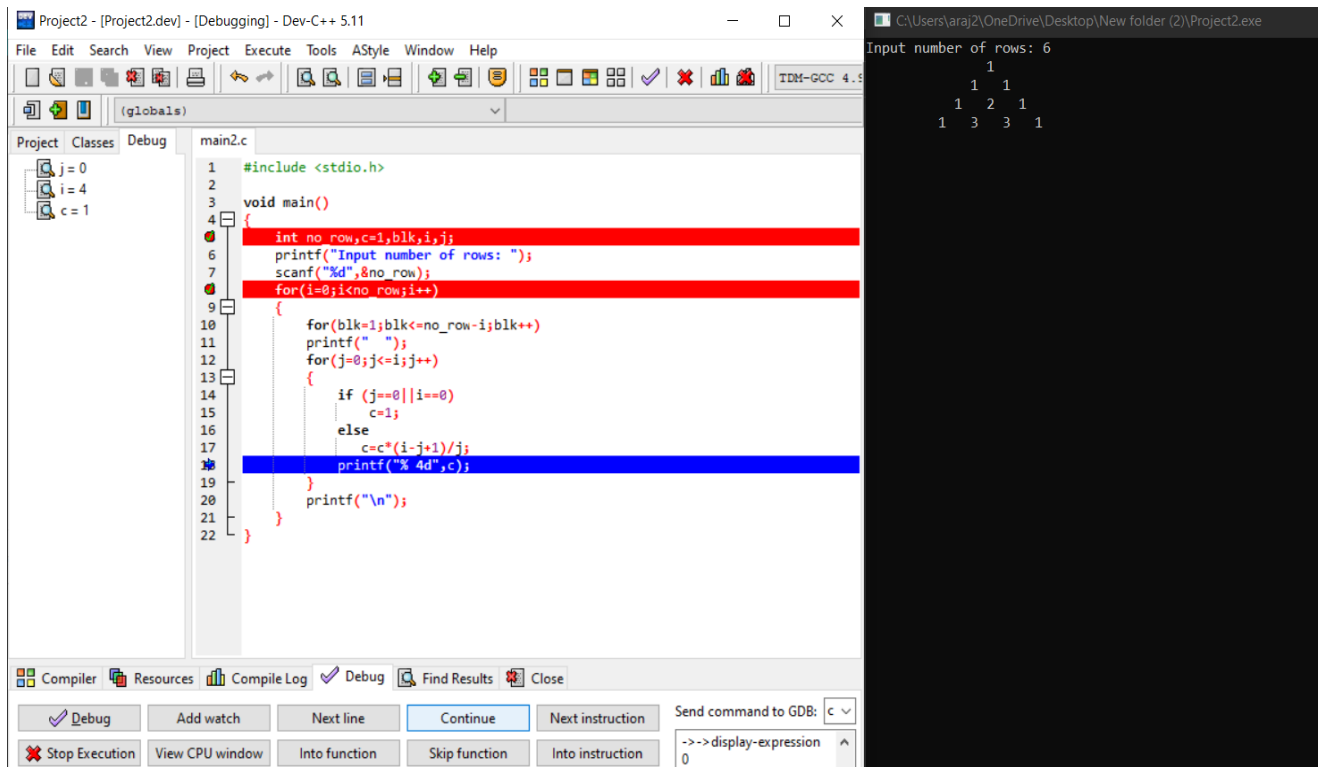 Project2 - [Project2.dev] - [Debugging] - Dev-C++ 5.11
File Edit Search View Project Execute Tools AStyle Window Help
TDM-GCC 4.9
(globals)
Project Classes Debug
j = 0
i = 4
c = 1
main2.c
1 #include <stdio.h>
2
3 void main()
4 {
int no_row,c=1,blk,i,j;
6 printf("Input number of rows: ");
7 scanf("%d",&no_row);
for(i=0;i<no_row;i++)
9 {
10 for(blk=1;blk<=no_row-i;blk++)
11 printf("  ");
12 for(j=0;j<=i;j++)
13 {
14 if (j==0||i==0)
15 c=1;
16 else
17 c=c*(i-j+1)/j;
18 printf("% 4d",c);
19 }
20 printf("\n");
21 }
22 }
Compiler Resources Compile Log Debug Find Results Close
Debug Add watch Next line Continue Next instruction
Send command to GDB: c
Stop Execution View CPU window Into function Skip function Into instruction
->->display-expression
0
C:\Users\araj2\OneDrive\Desktop\New folder (2)\Project2.exe
Input number of rows: 6
1
1 1
1 2 1
1 3 3 1